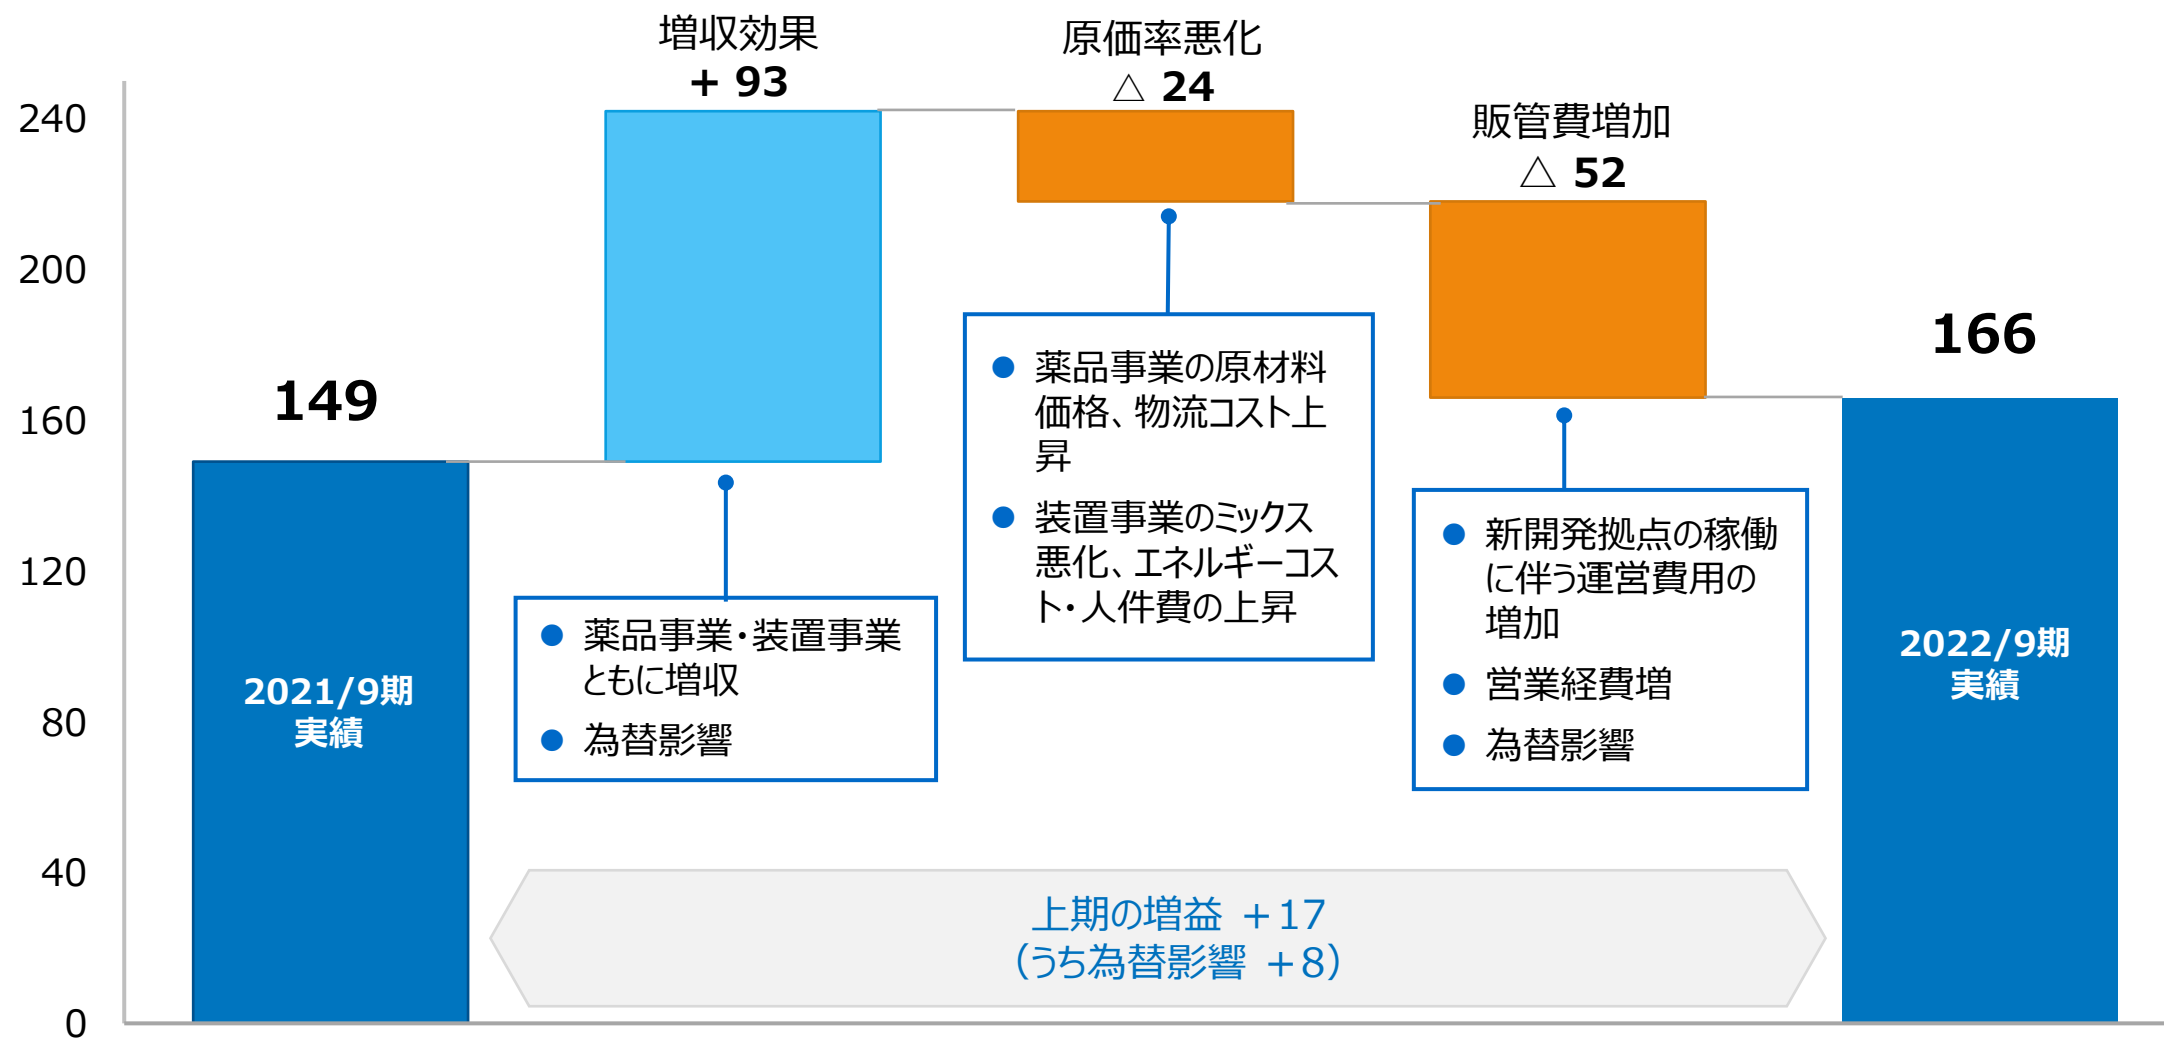 増収効果
+ 93
原価率悪化
△ 24
販管費増加
△ 52
240
200
160
120
80
40
0
149
166
2021/9期
実績
● 薬品事業・装置事業
ともに増収
● 為替影響
● 薬品事業の原材料
価格、物流コスト上
昇
● 装置事業のミックス
悪化、エネルギーコス
ト・人件費の上昇
● 新開発拠点の稼働
に伴う運営費用の
増加
● 営業経費増
● 為替影響
2022/9期
実績
上期の増益 ＋17
（うち為替影響 ＋8）